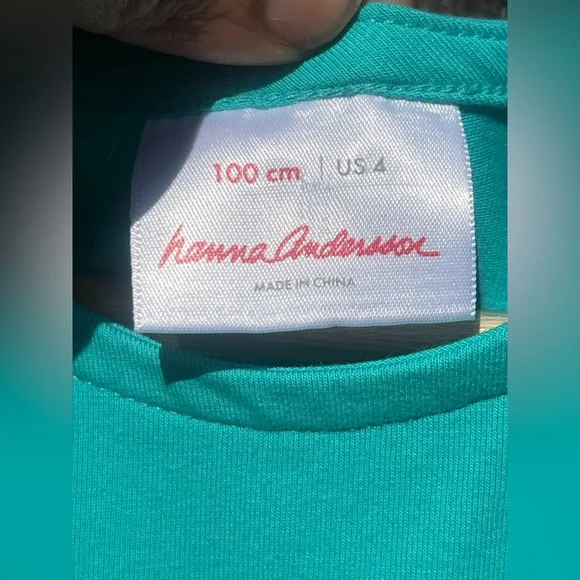 100 cm | US 4
hanna Andersson
MADE IN CHINA